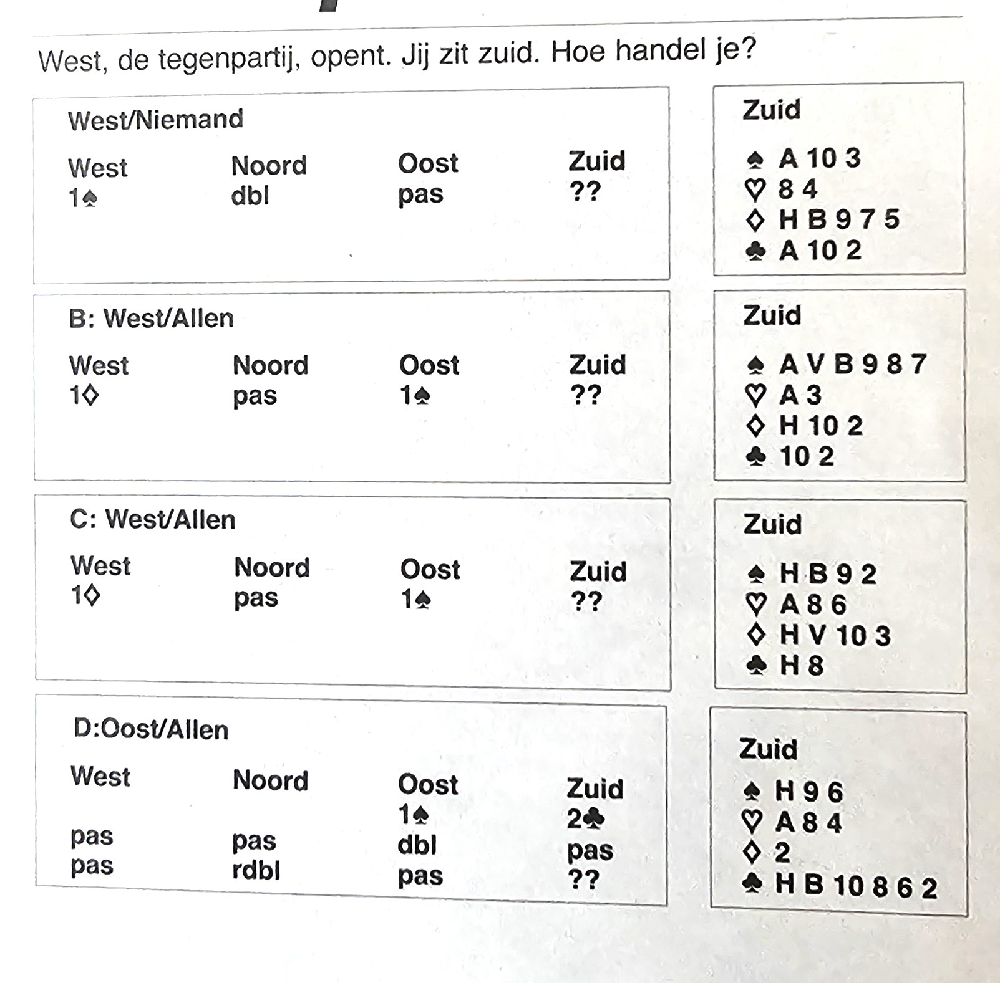 West, de tegenpartij, opent. Jij zit zuid. Hoe handel je?
West/Niemand
West Noord Oost Zuid
1♠ dbl pas ??
Zuid
♠ A 10 3
♡ 8 4
♢ H B 9 7 5
♣ A 10 2
B: West/Allen
West Noord Oost Zuid
1♢ pas 1♠ ??
Zuid
♠ A V B 9 8 7
♡ A 3
♢ H 10 2
♣ 10 2
C: West/Allen
West Noord Oost Zuid
1♢ pas 1♠ ??
Zuid
♠ H B 9 2
♡ A 8 6
♢ H V 10 3
♣ H 8
D:Oost/Allen
West Noord Oost Zuid
1♠ 2♣
pas pas dbl pas
pas rdbl pas ??
Zuid
♠ H 9 6
♡ A 8 4
♢ 2
♣ H B 10 8 6 2